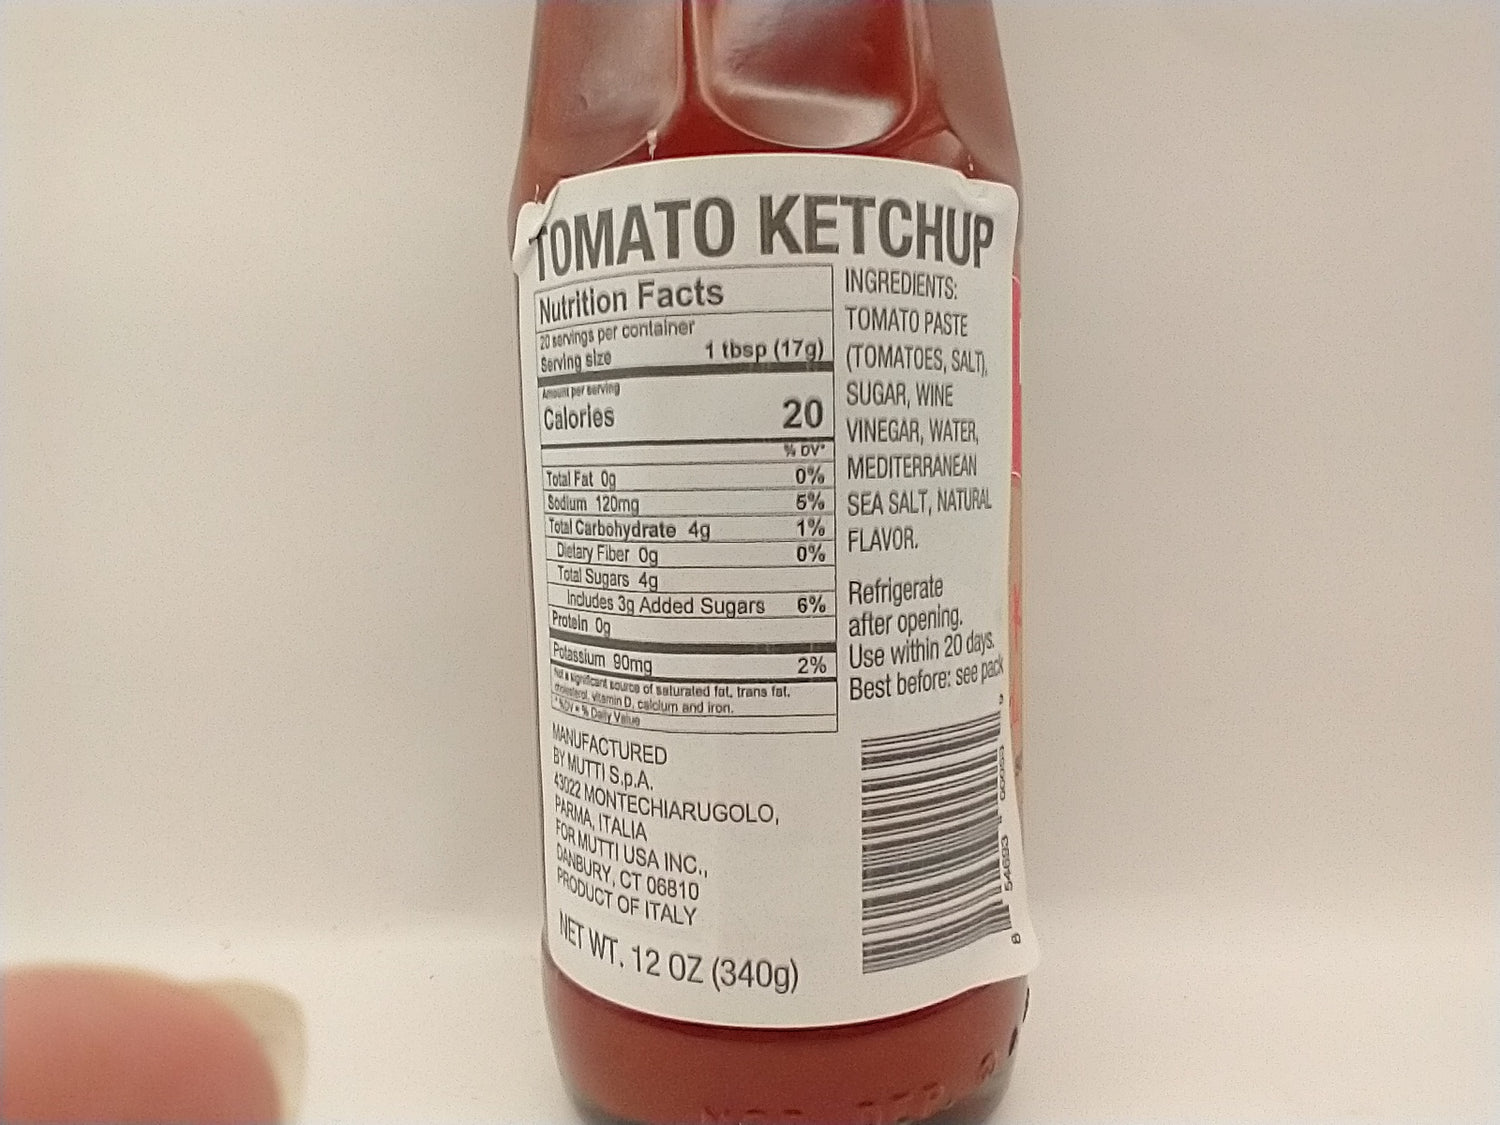 TOMATO KETCHUP
Nutrition Facts
20 servings per container
Serving size 1 tbsp (17g)
Amount per serving
Calories 20
% DV*
Total Fat 0g 0%
Sodium 120mg 5%
Total Carbohydrate 4g 1%
Dietary Fiber 0g 0%
Total Sugars 4g
Includes 3g Added Sugars 6%
Protein 0g
Potassium 90mg 2%
Not a significant source of saturated fat, trans fat,
cholesterol, vitamin D, calcium and iron.
*%DV = % Daily Value
MANUFACTURED
BY MUTTI S.p.A.
43022 MONTECHIARUGOLO,
PARMA, ITALIA
FOR MUTTI USA INC.,
DANBURY, CT 06810
PRODUCT OF ITALY
NET WT. 12 OZ (340g)
INGREDIENTS:
TOMATO PASTE
(TOMATOES, SALT),
SUGAR, WINE
VINEGAR, WATER,
MEDITERRANEAN
SEA SALT, NATURAL
FLAVOR.
Refrigerate
after opening.
Use within 20 days.
Best before: see pack